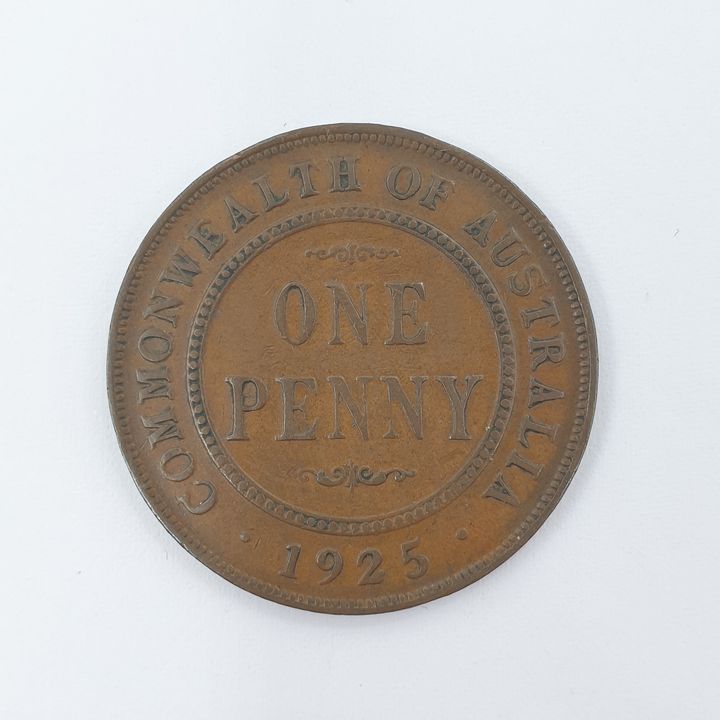 COMMONWEALTH OF AUSTRALIA
ONE
PENNY
· 1925 ·